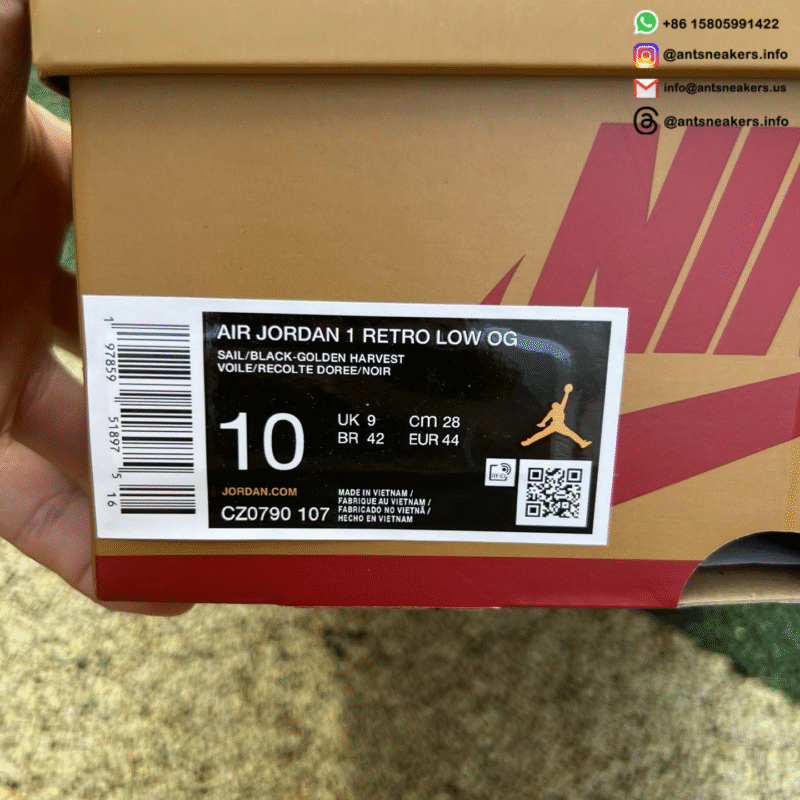 +86 15805991422
@antsneakers.info
info@antsneakers.us
@antsneakers.info
NI
AIR JORDAN 1 RETRO LOW OG
SAIL/BLACK-GOLDEN HARVEST
VOILE/RECOLTE DOREE/NOIR
10
UK 9 cm 28
BR 42 EUR 44
RFID
JORDAN.COM
CZ0790 107
MADE IN VIETNAM /
FABRIQUE AU VIETNAM /
FABRICADO NO VIETNÃ /
HECHO EN VIETNAM
1 97859 51897 5 16